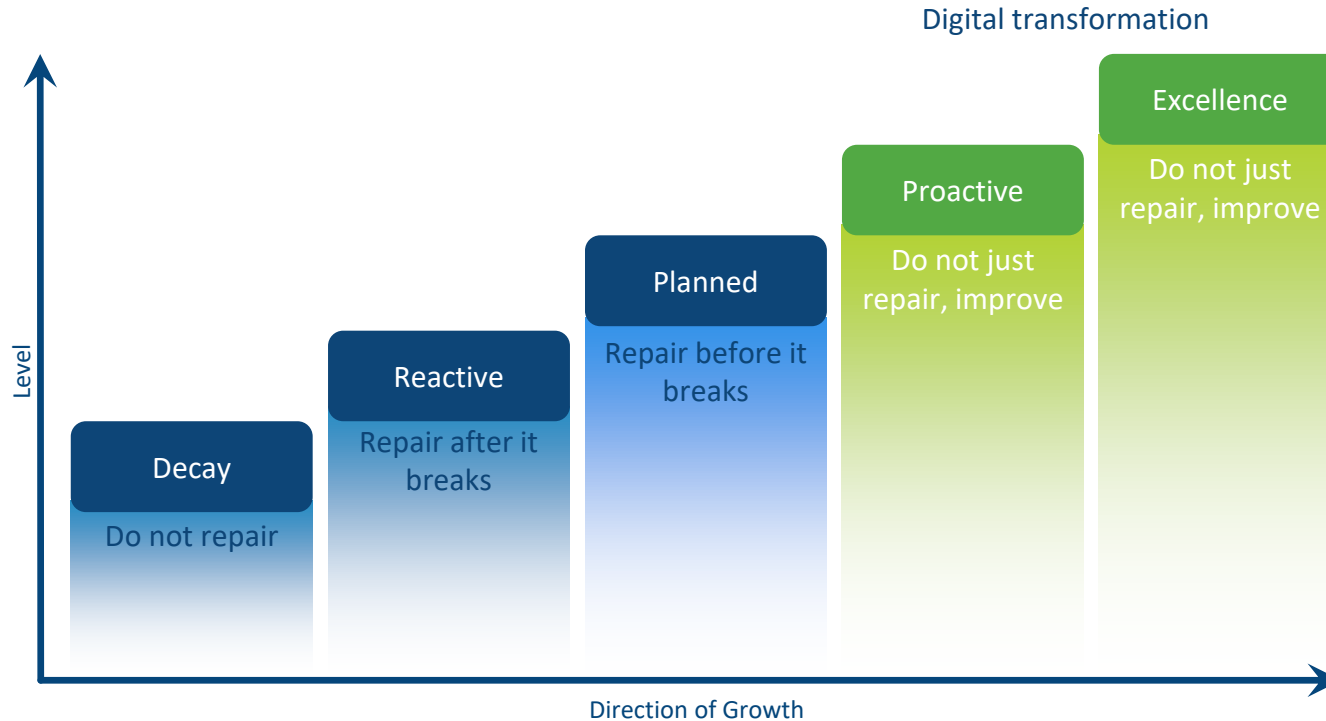 Digital transformation
Level
Decay
Do not repair
Reactive
Repair after it
breaks
Planned
Repair before it
breaks
Proactive
Do not just
repair, improve
Excellence
Do not just
repair, improve
Direction of Growth